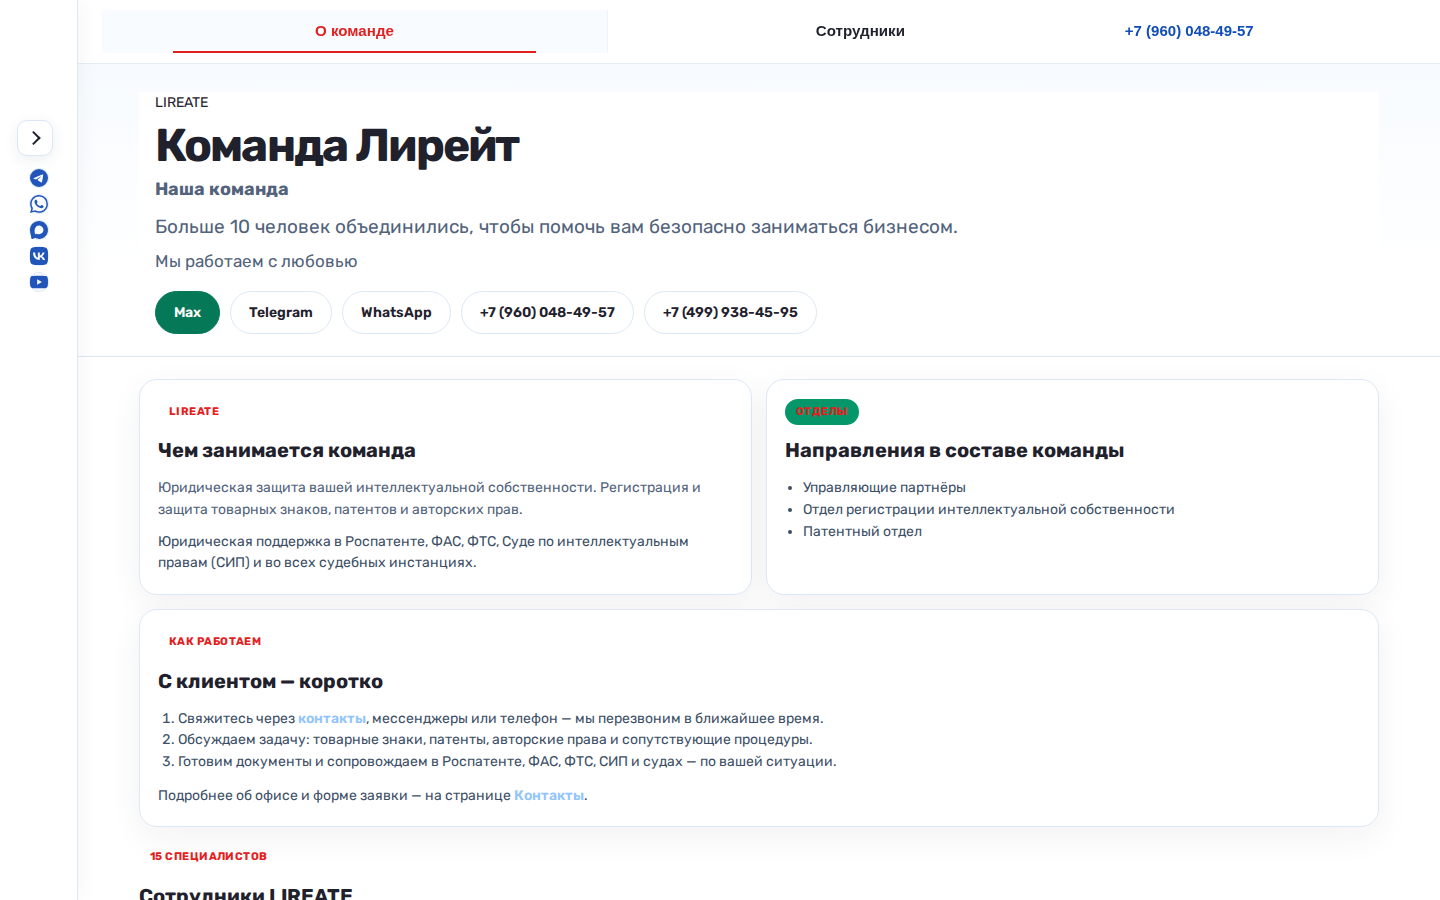 О команде
Сотрудники
+7 (960) 048-49-57
LIREATE
Команда Лирейт
Наша команда
Больше 10 человек объединились, чтобы помочь вам безопасно заниматься бизнесом.
Мы работаем с любовью
Max
Telegram
WhatsApp
+7 (960) 048-49-57
+7 (499) 938-45-95
LIREATE
Чем занимается команда
Юридическая защита вашей интеллектуальной собственности. Регистрация и
защита товарных знаков, патентов и авторских прав.
Юридическая поддержка в Роспатенте, ФАС, ФТС, Суде по интеллектуальным
правам (СИП) и во всех судебных инстанциях.
ОТДЕЛЫ
Направления в составе команды
• Управляющие партнёры
• Отдел регистрации интеллектуальной собственности
• Патентный отдел
КАК РАБОТАЕМ
С клиентом — коротко
1. Свяжитесь через контакты, мессенджеры или телефон — мы перезвоним в ближайшее время.
2. Обсуждаем задачу: товарные знаки, патенты, авторские права и сопутствующие процедуры.
3. Готовим документы и сопровождаем в Роспатенте, ФАС, ФТС, СИП и судах — по вашей ситуации.
Подробнее об офисе и форме заявки — на странице Контакты.
15 СПЕЦИАЛИСТОВ
Сотрудники LIREATE